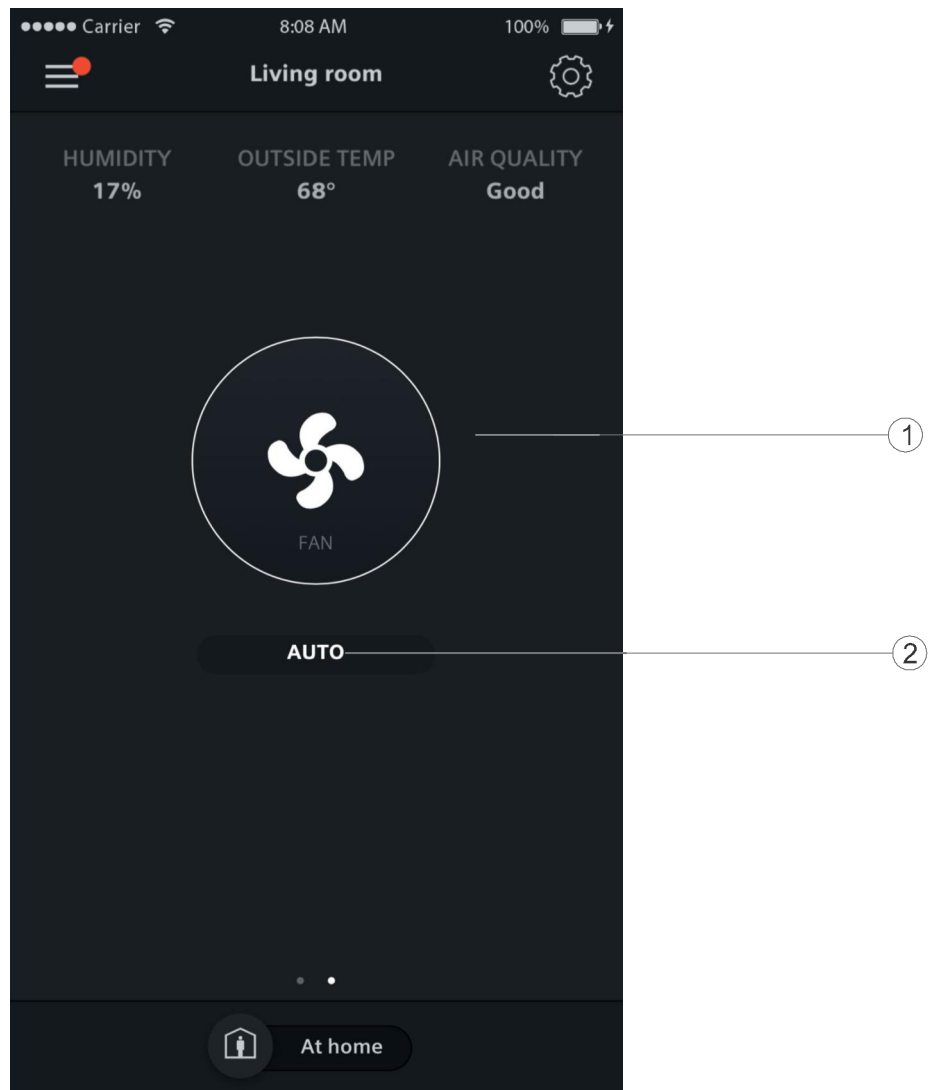 Carrier 8:08 AM 100%
Living room
HUMIDITY OUTSIDE TEMP AIR QUALITY
17% 68° Good
1
FAN
AUTO 2
At home